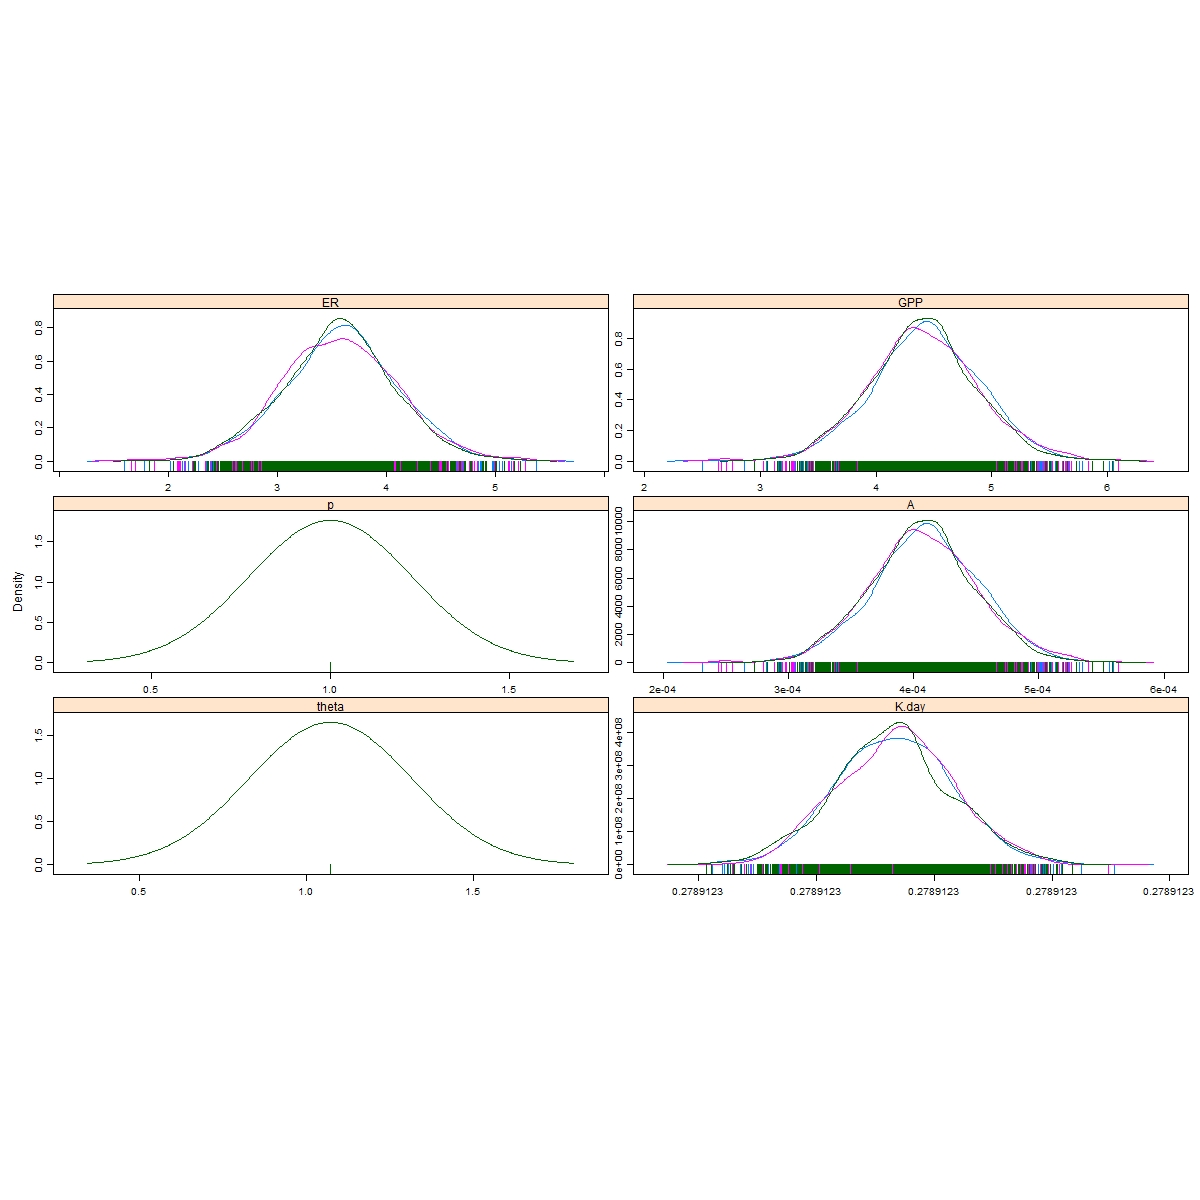 ER
GPP
0.0 0.2 0.4 0.6 0.8
0.0 0.2 0.4 0.6 0.8
2 3 4 5
2 3 4 5 6
p
A
Density
0.0 0.5 1.0 1.5
0 2000 4000 6000 8000 10000
0.5 1.0 1.5
2e-04 3e-04 4e-04 5e-04 6e-04
theta
K.day
0.0 0.5 1.0 1.5
0e+00 1e+08 2e+08 3e+08 4e+08
0.5 1.0 1.5
0.2789123 0.2789123 0.2789123 0.2789123 0.2789123